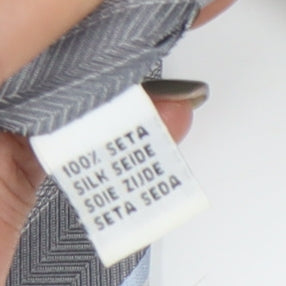 100% SETA
SILK SEIDE
SOIE ZIJDE
SETA SEDA